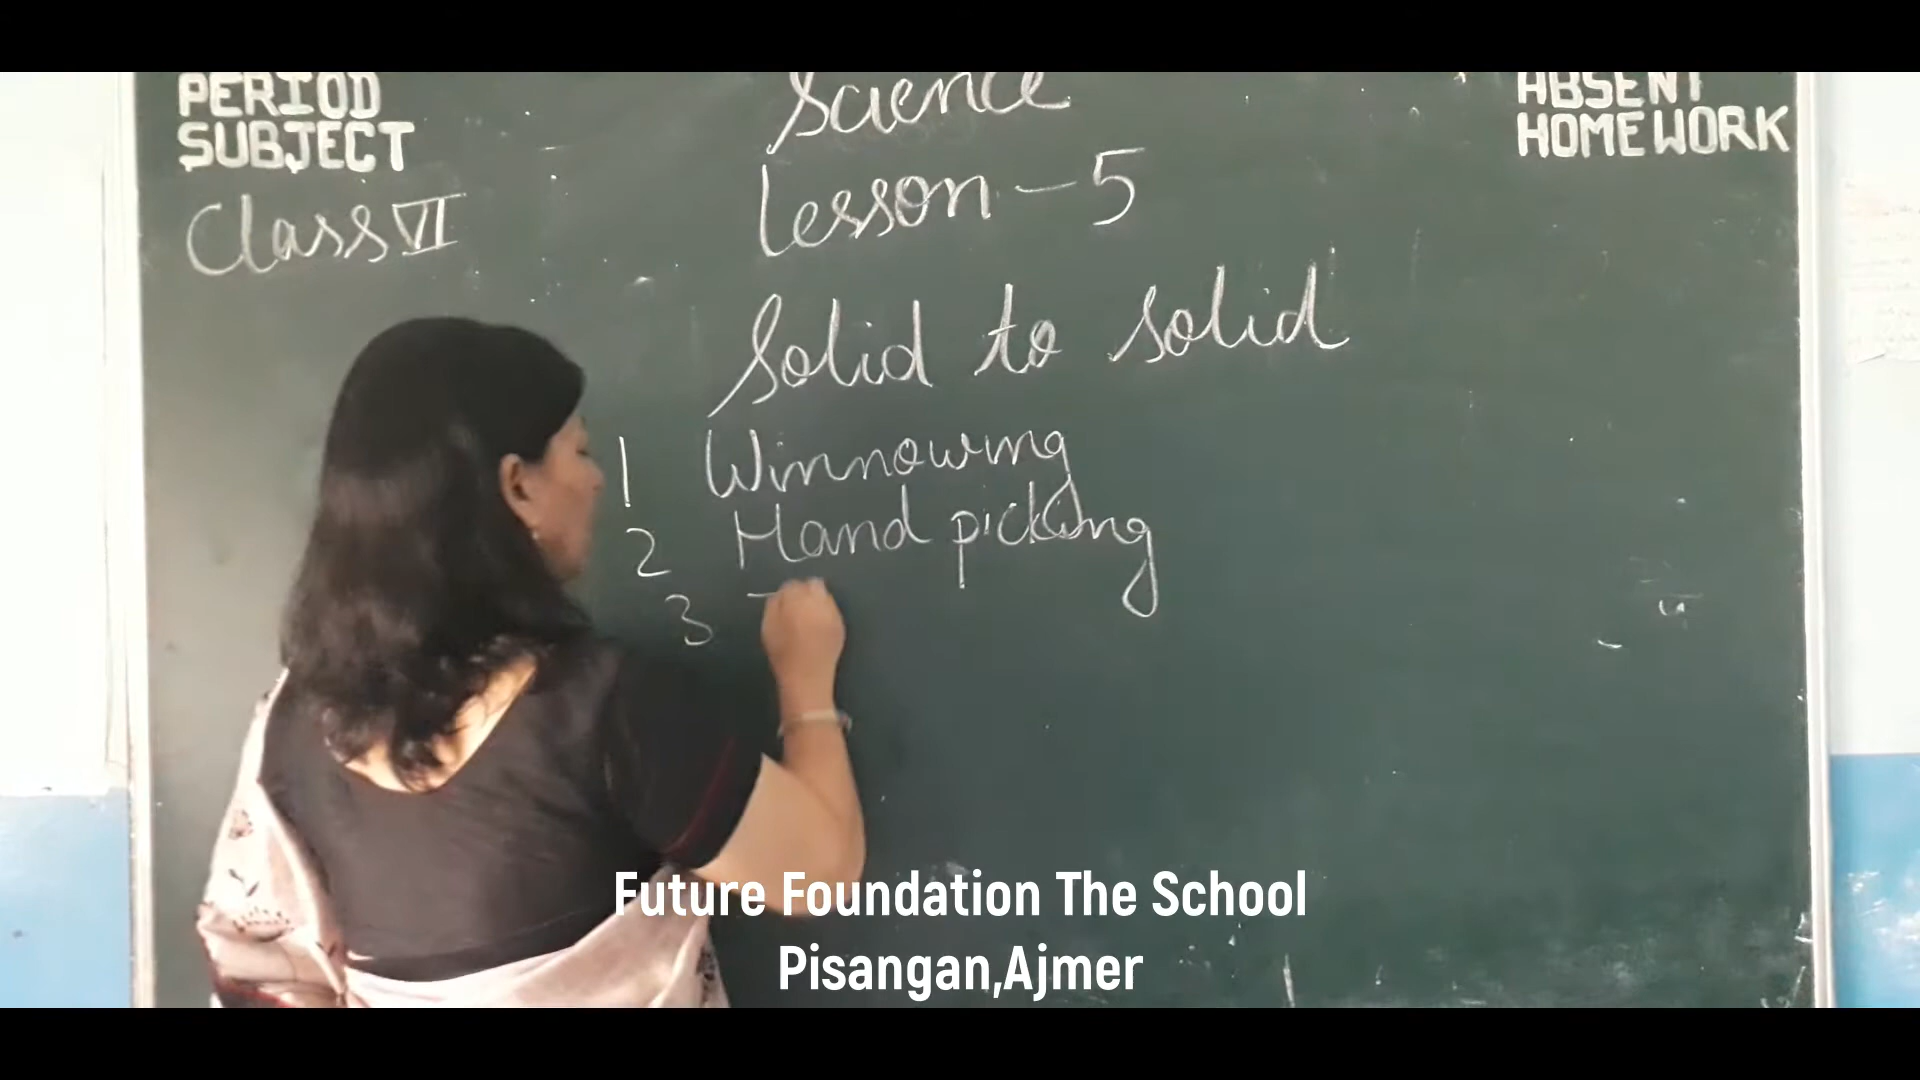 PERIOD
SUBJECT
Class VI
Science
Lesson - 5
ABSENT
HOMEWORK
Solid to solid
1 Winnowing
2 Hand picking
3
Future Foundation The School
Pisangan,Ajmer